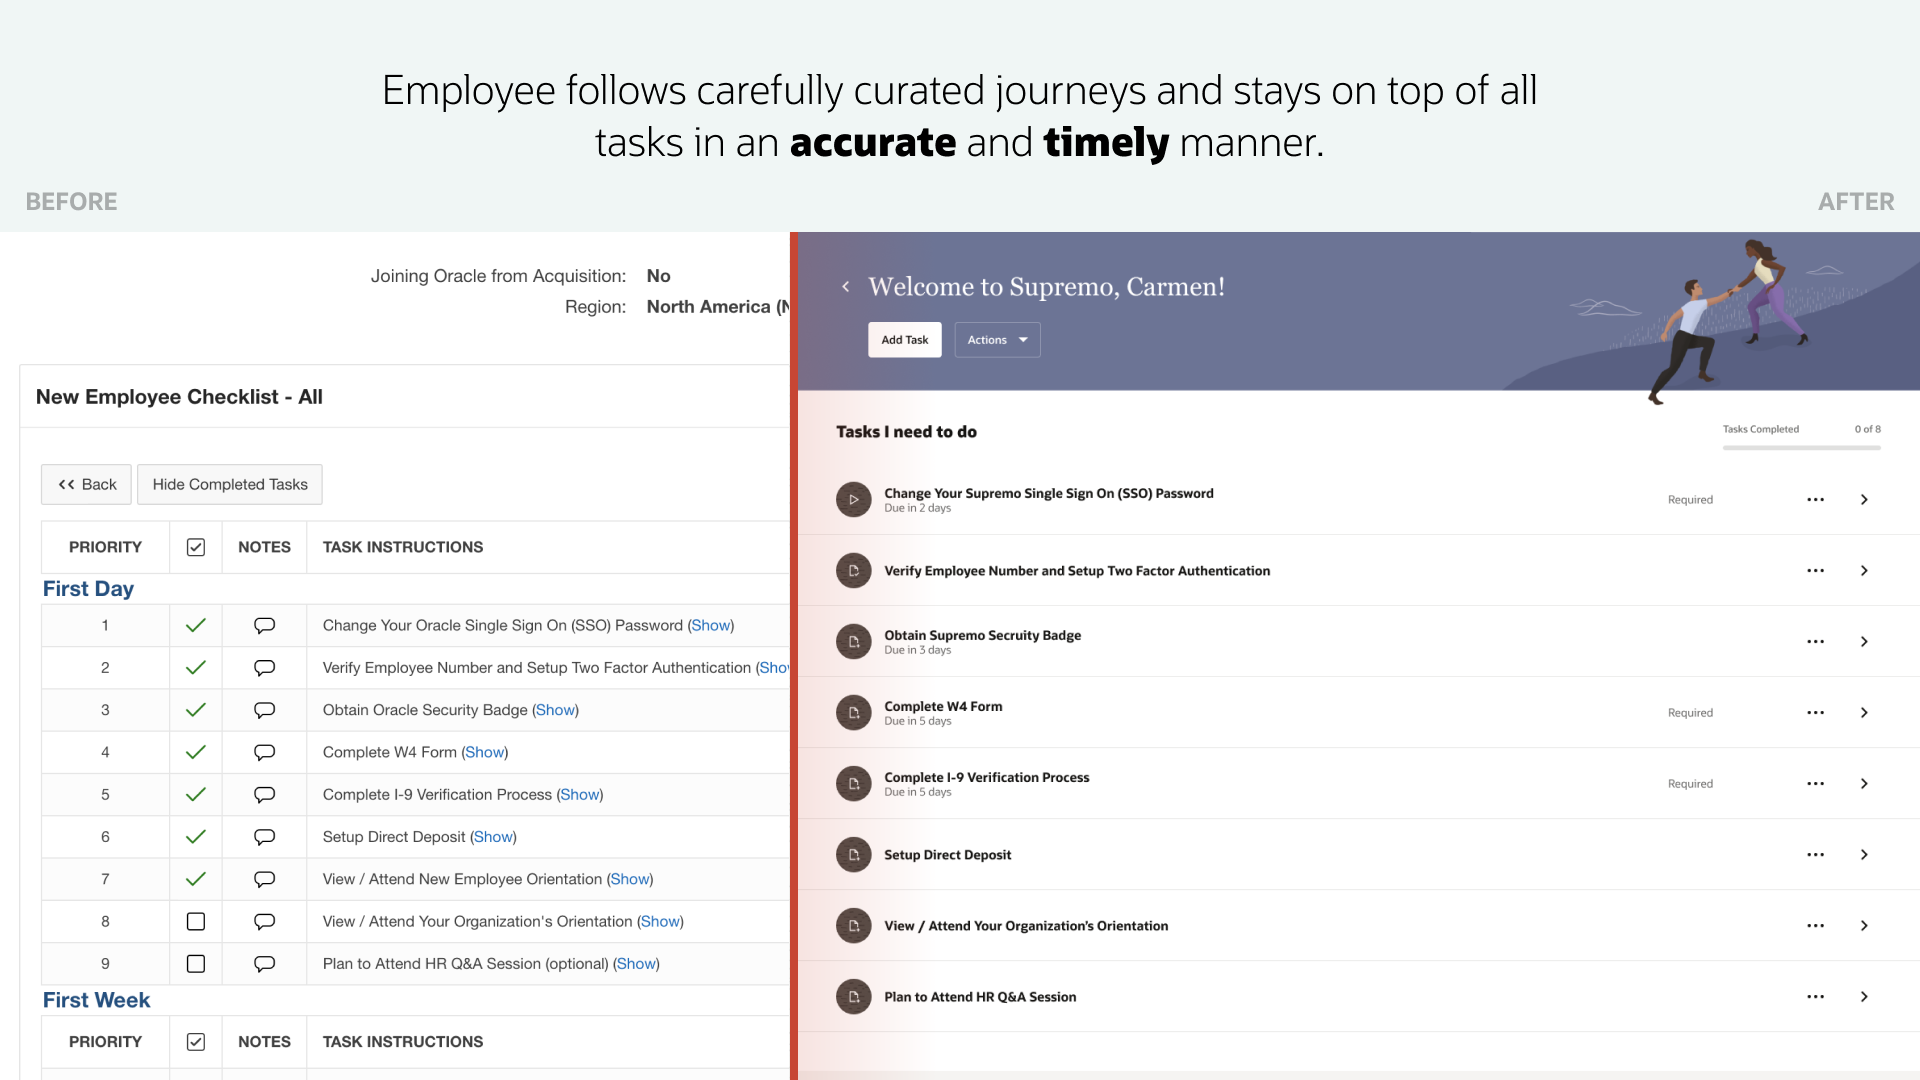 Employee follows carefully curated journeys and stays on top of all
tasks in an accurate and timely manner.
BEFORE
AFTER
Joining Oracle from Acquisition: No
Region: North America (N
New Employee Checklist - All
Back
Hide Completed Tasks
PRIORITY NOTES TASK INSTRUCTIONS
First Day
1 Change Your Oracle Single Sign On (SSO) Password (Show)
2 Verify Employee Number and Setup Two Factor Authentication (Show
3 Obtain Oracle Security Badge (Show)
4 Complete W4 Form (Show)
5 Complete I-9 Verification Process (Show)
6 Setup Direct Deposit (Show)
7 View / Attend New Employee Orientation (Show)
8 View / Attend Your Organization's Orientation (Show)
9 Plan to Attend HR Q&A Session (optional) (Show)
First Week
PRIORITY NOTES TASK INSTRUCTIONS
Welcome to Supremo, Carmen!
Add Task
Actions
Tasks I need to do
Tasks Completed 0 of 8
Change Your Supremo Single Sign On (SSO) Password
Due in 2 days
Required
Verify Employee Number and Setup Two Factor Authentication
Obtain Supremo Secruity Badge
Due in 3 days
Complete W4 Form
Due in 5 days
Required
Complete I-9 Verification Process
Due in 5 days
Required
Setup Direct Deposit
View / Attend Your Organization’s Orientation
Plan to Attend HR Q&A Session